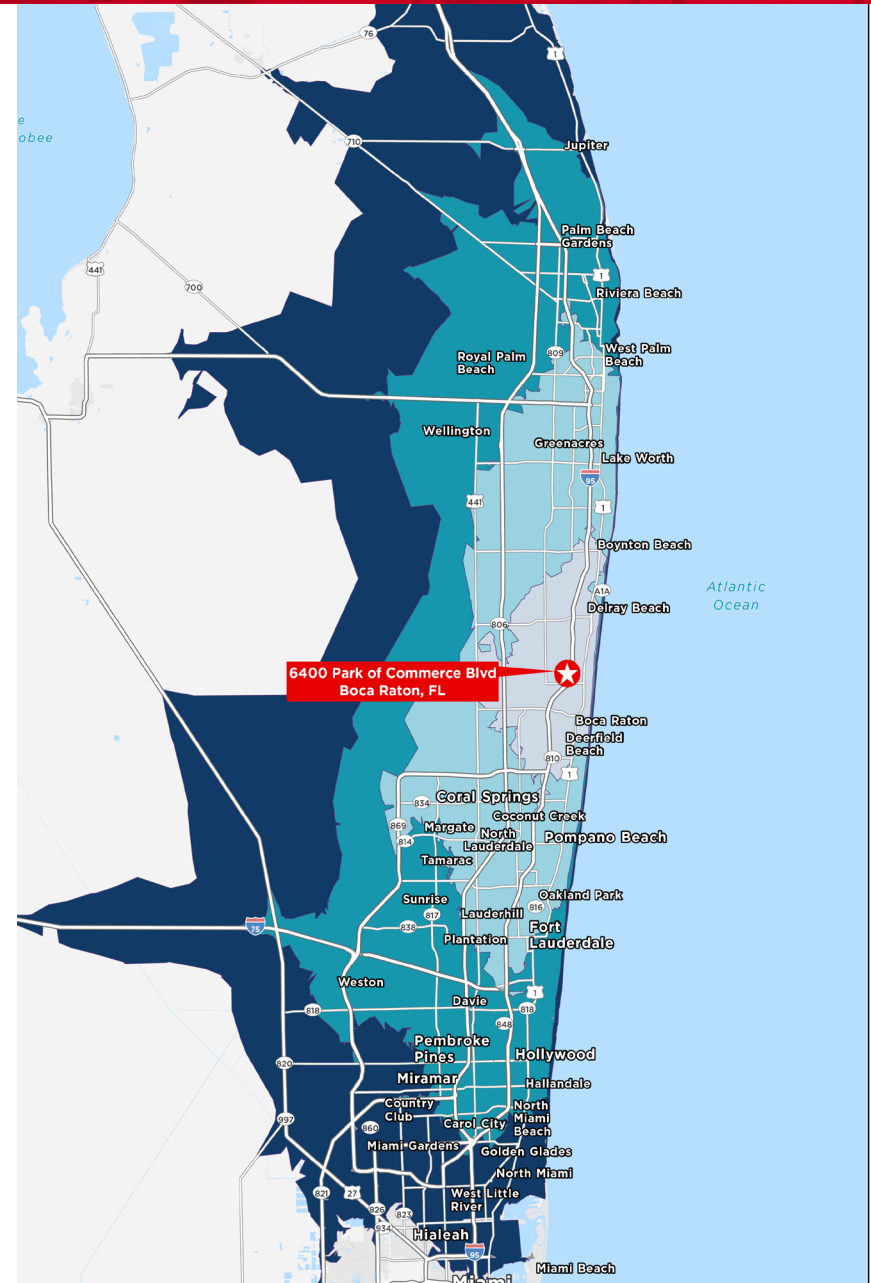 76
1
e
obee
710
Jupiter
Palm Beach
Gardens
441
1
700
Riviera Beach
809
West Palm
Beach
Royal Palm
Beach
Wellington
Greenacres
Lake Worth
95
441
1
Boynton Beach
A1A
Delray Beach
Atlantic
Ocean
806
6400 Park of Commerce Blvd
Boca Raton, FL
Boca Raton
Deerfield
Beach
810
1
Coral Springs
834
Coconut Creek
869
Margate
North
Lauderdale
Pompano Beach
814
Tamarac
Sunrise
Oakland Park
816
817
Lauderhill
75
838
Fort
Lauderdale
Plantation
Weston
1
Davie
818
818
848
Pembroke
Pines
Hollywood
820
Miramar
Hallandale
Country
Club
North
Miami
Beach
997
860
Carol City
Miami Gardens
Golden Glades
North Miami
821
27
West Little
River
826
823
934
Hialeah
95
Miami Beach
Miami